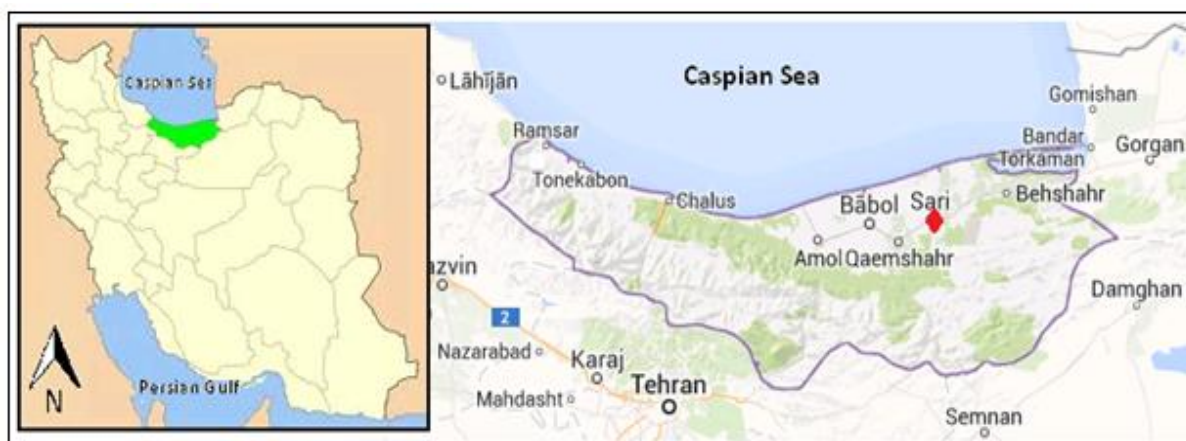 Caspian Sea
Persian Gulf
N
Caspian Sea
Lāhījān
Gomishan
Ramsar
Bandar
Torkaman
Gorgan
Tonekabon
Chalus
Behshahr
Bābol
Sari
Amol
Qaemshahr
azvin
Damghan
2
Nazarabad
Karaj
Mahdasht
Tehran
Semnan